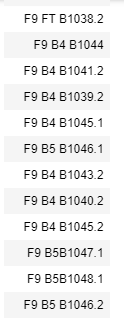 F9 FT B1038.2
F9 B4 B1044
F9 B4 B1041.2
F9 B4 B1039.2
F9 B4 B1045.1
F9 B5 B1046.1
F9 B4 B1043.2
F9 B4 B1040.2
F9 B4 B1045.2
F9 B5B1047.1
F9 B5B1048.1
F9 B5 B1046.2